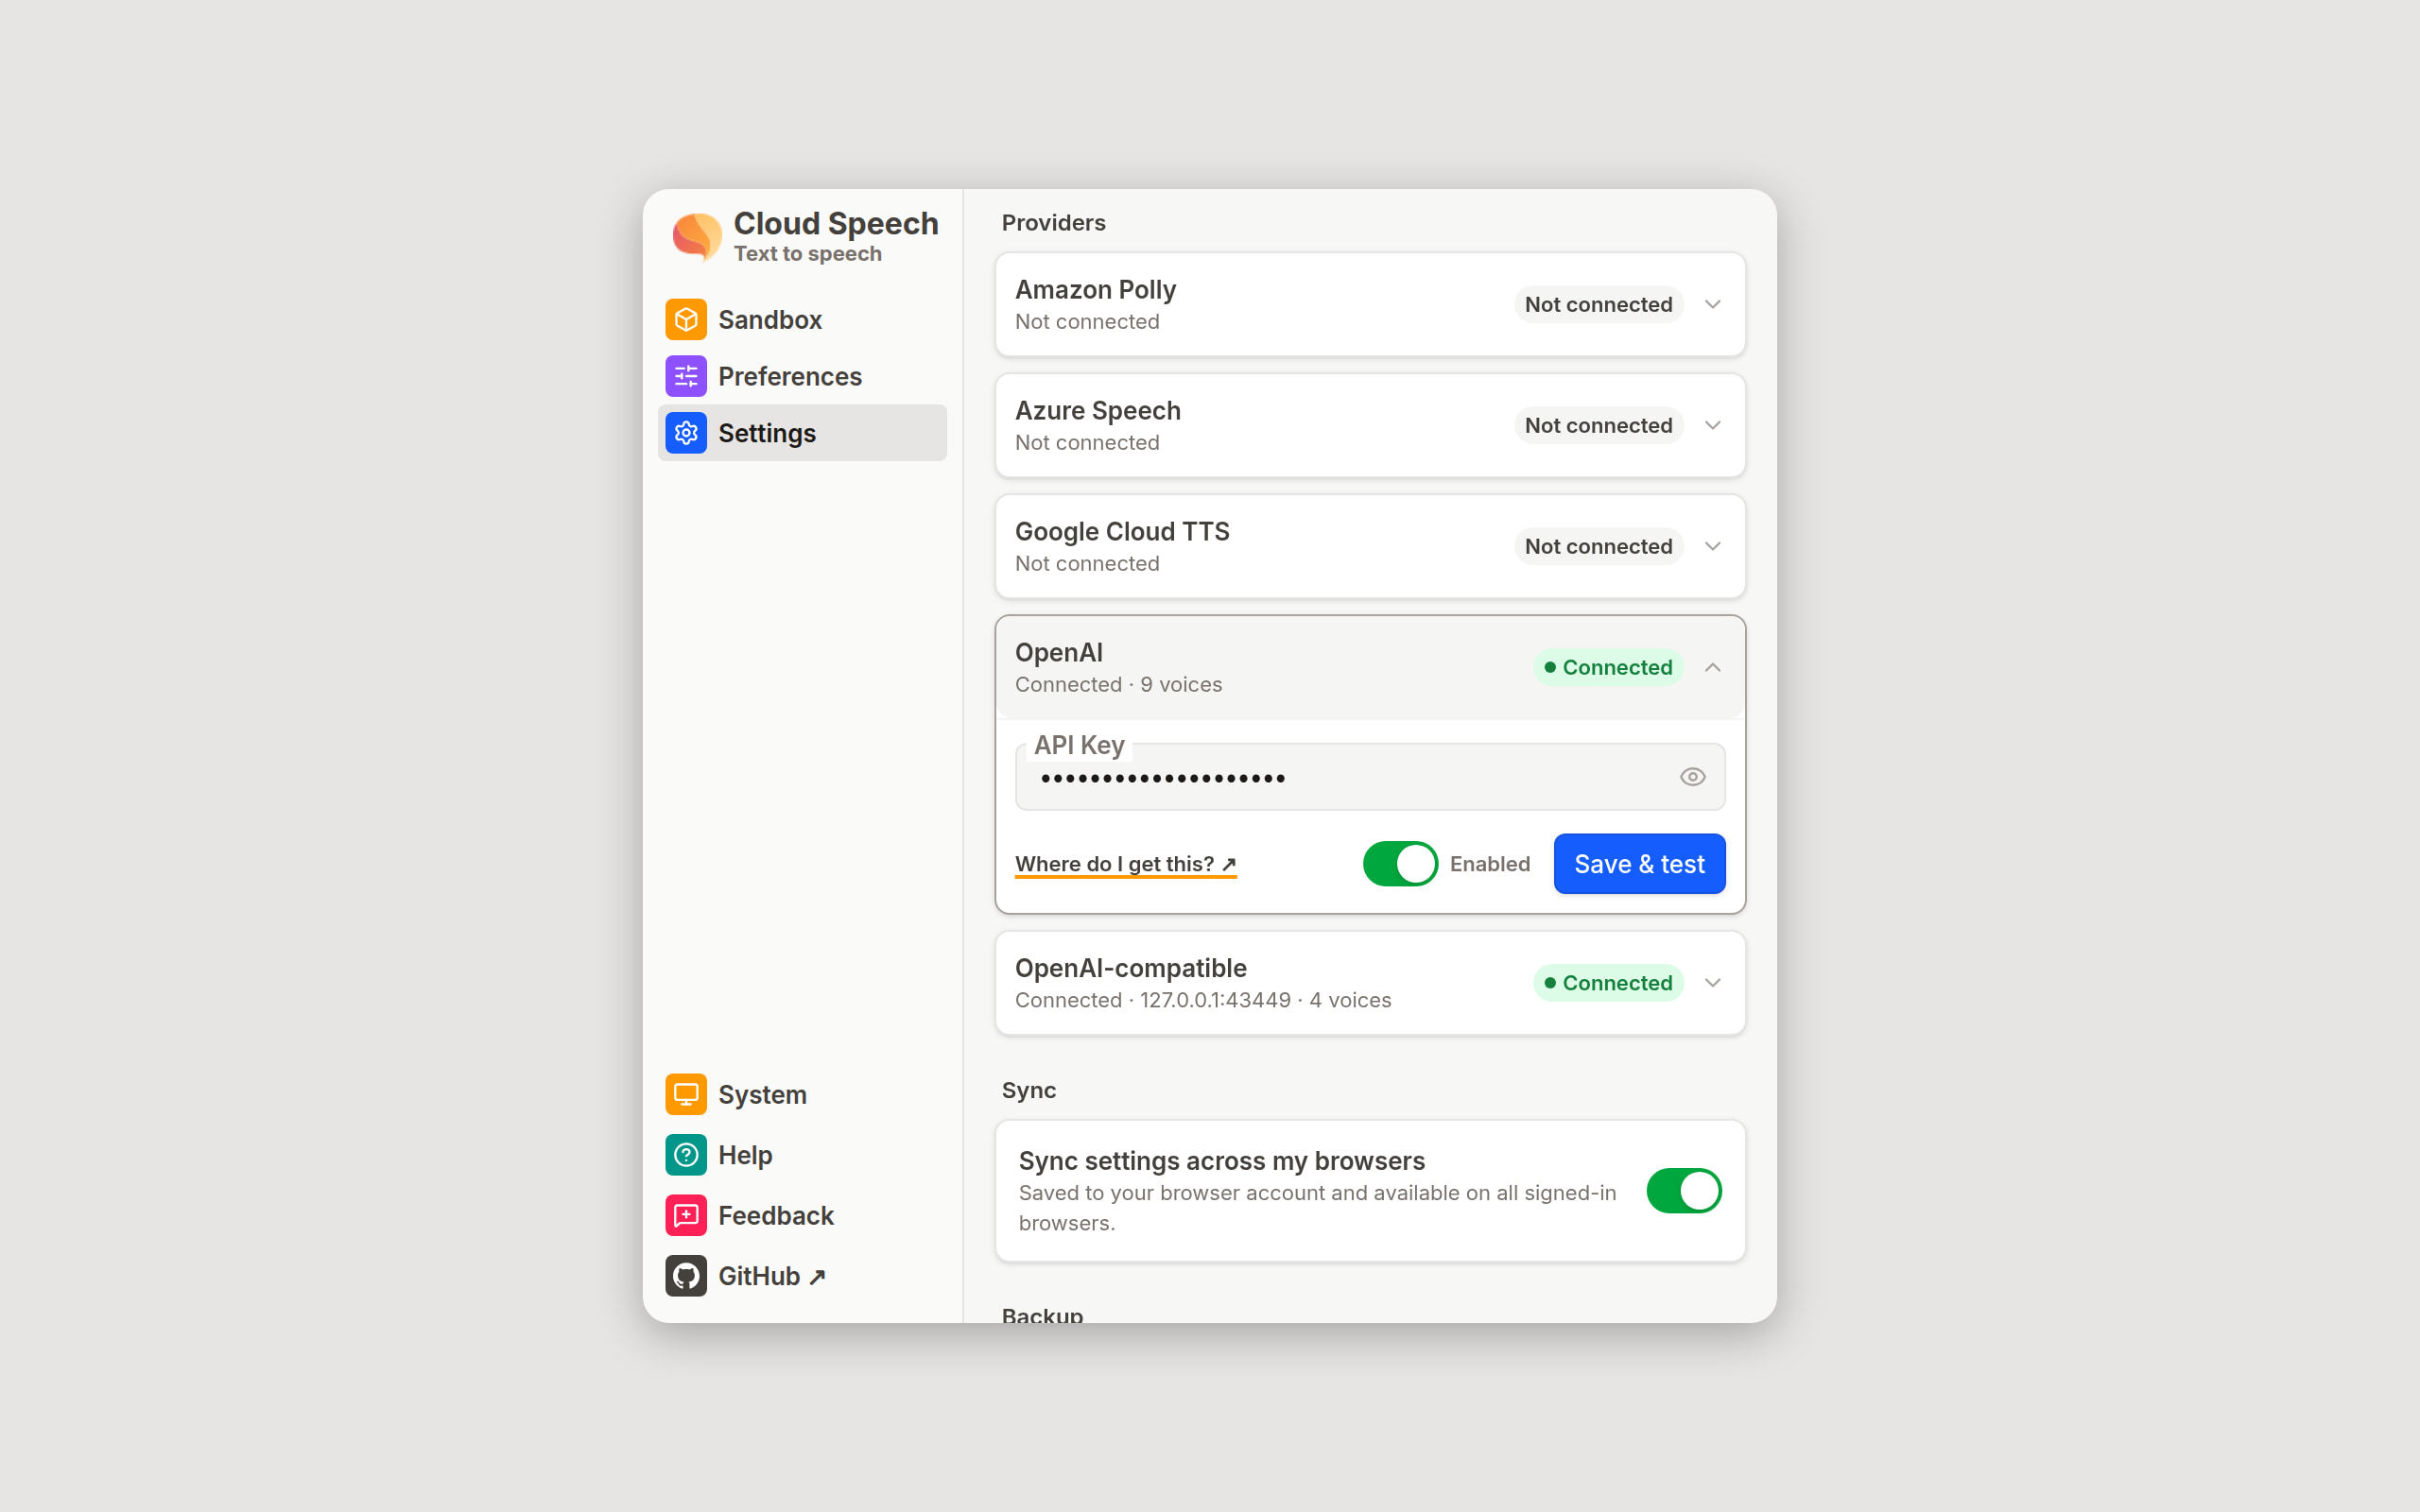 Cloud Speech
Text to speech
Sandbox
Preferences
Settings
System
Help
Feedback
GitHub ↗
Providers
Amazon Polly
Not connected
Not connected
Azure Speech
Not connected
Not connected
Google Cloud TTS
Not connected
Not connected
OpenAI
Connected · 9 voices
Connected
API Key
••••••••••••••••••••
Where do I get this? ↗
Enabled
Save & test
OpenAI-compatible
Connected · 127.0.0.1:43449 · 4 voices
Connected
Sync
Sync settings across my browsers
Saved to your browser account and available on all signed-in
browsers.
Backup